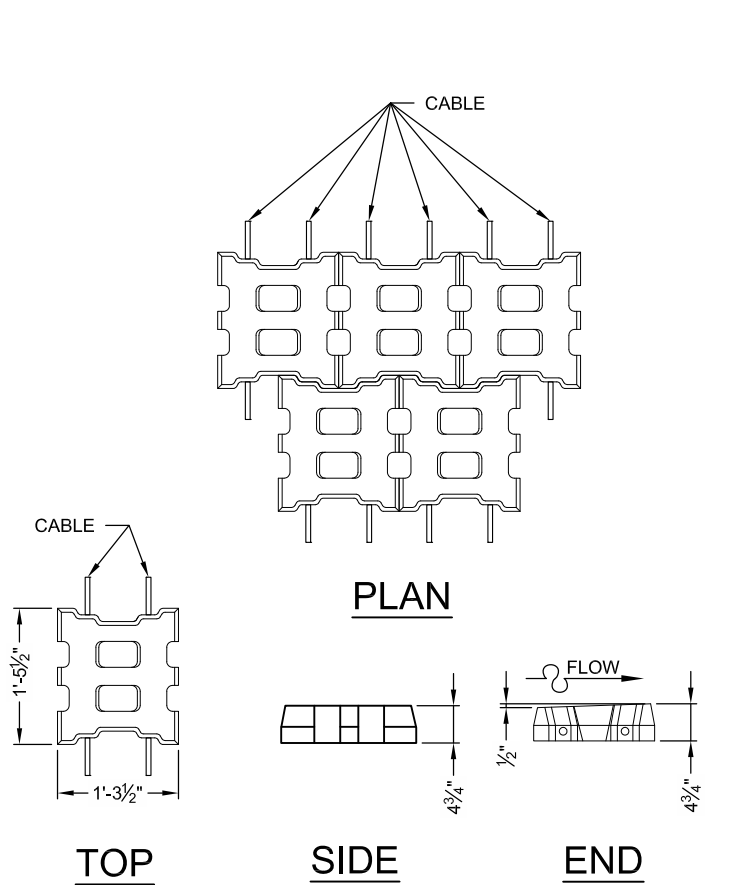 CABLE
PLAN
CABLE
1'-5½"
1'-3½"
TOP
4¾"
SIDE
FLOW
½"
4¾"
END